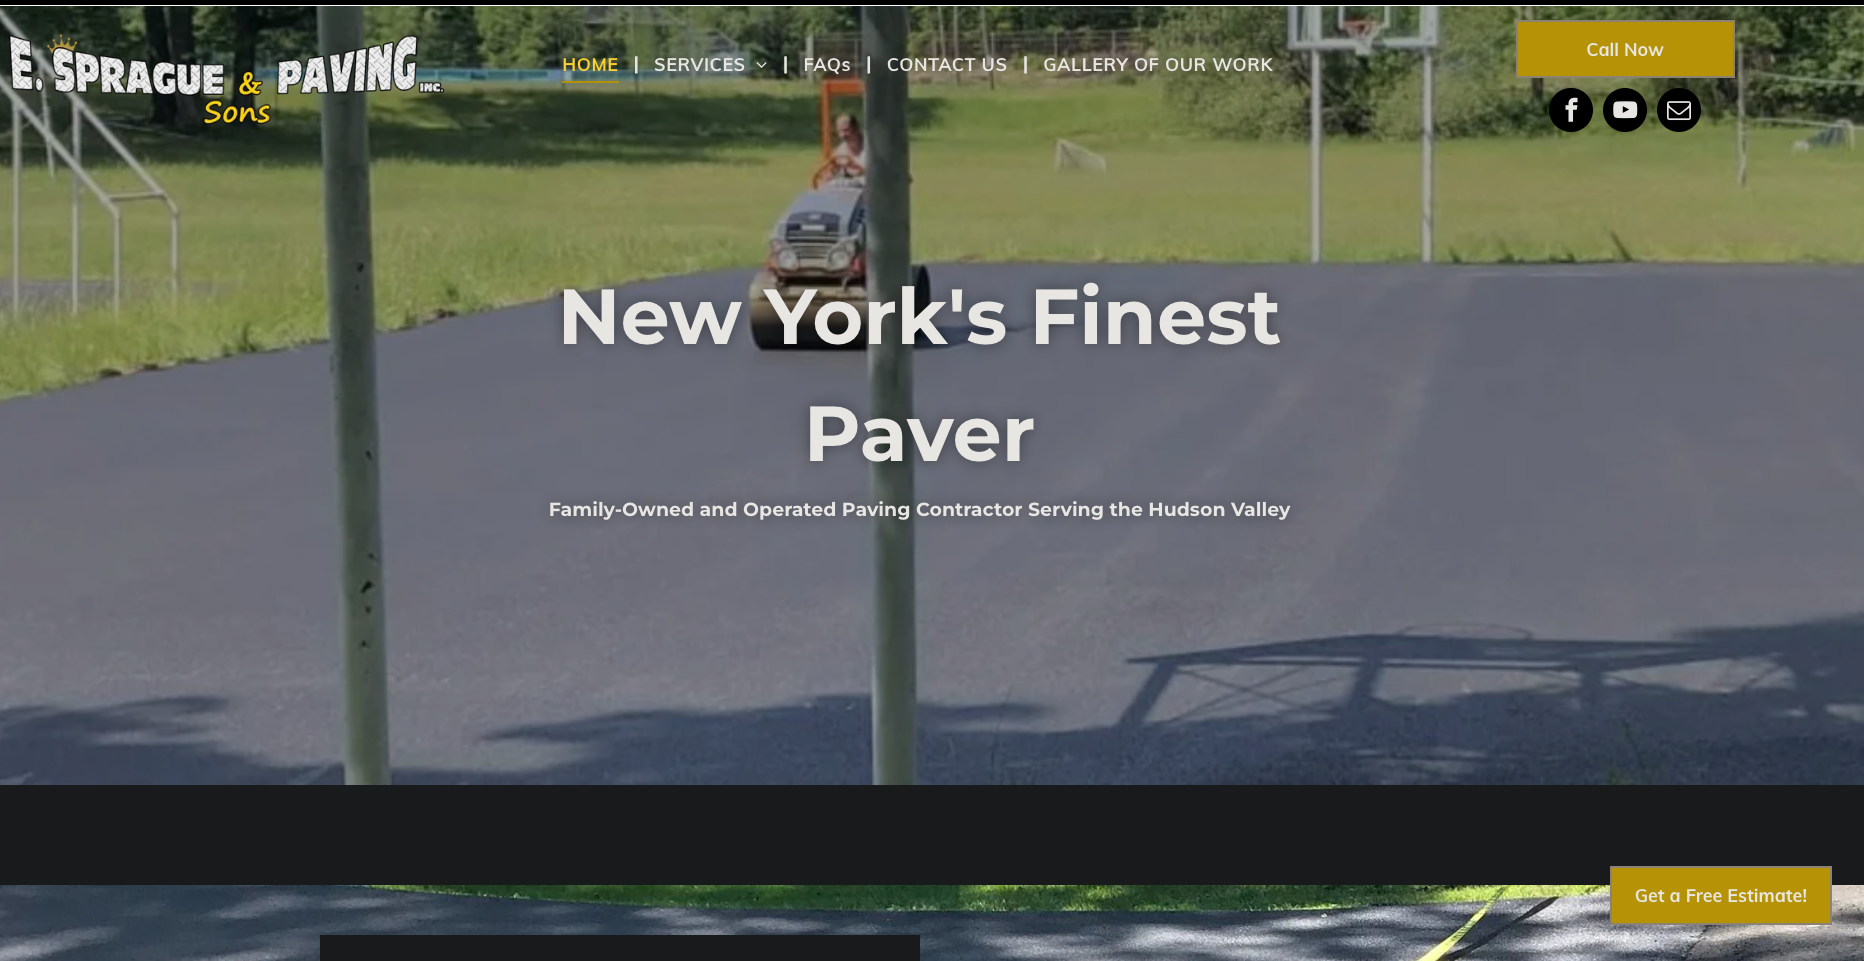 E. SPRAGUE & Sons PAVING INC.
HOME | SERVICES | FAQs | CONTACT US | GALLERY OF OUR WORK
Call Now
New York's Finest
Paver
Family-Owned and Operated Paving Contractor Serving the Hudson Valley
Get a Free Estimate!